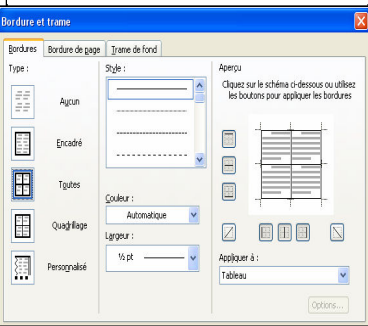 Bordure et trame
Bordures
Bordure de page
Trame de fond
Type :
Aucun
Encadré
Toutes
Quadrillage
Personnalisé
Style :
Couleur :
Automatique
Largeur :
½ pt
Aperçu
Cliquez sur le schéma ci-dessous ou utilisez
les boutons pour appliquer les bordures
Appliquer à :
Tableau
Options...